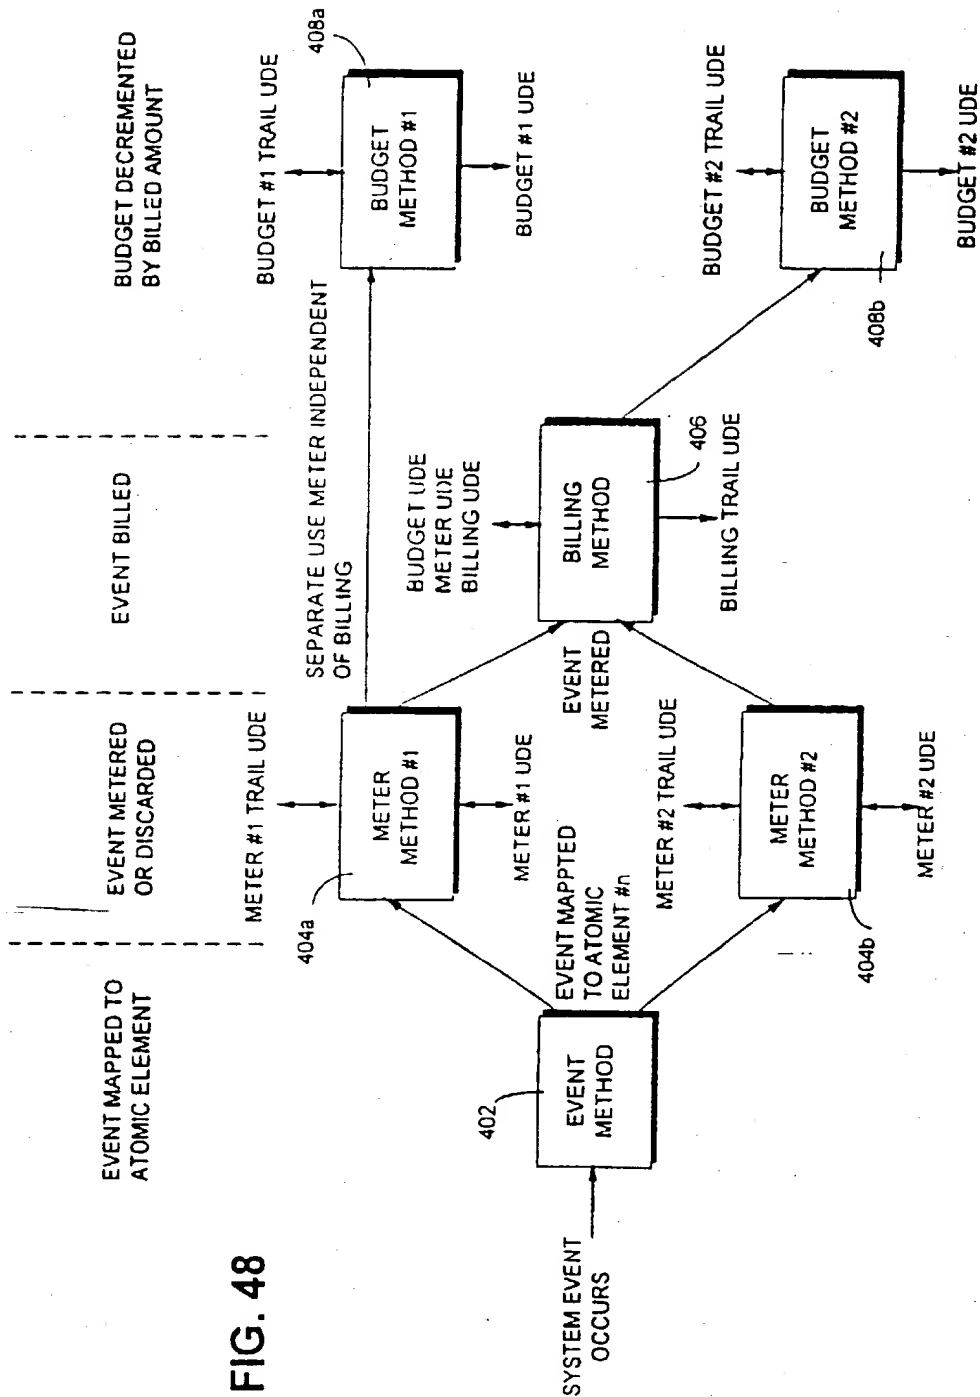 FIG. 48
EVENT MAPPED TO
ATOMIC ELEMENT
EVENT METERED
OR DISCARDED
EVENT BILLED
BUDGET DECREMENTED
BY BILLED AMOUNT
SYSTEM EVENT
OCCURS
402
EVENT
METHOD
EVENT MAPPTED
TO ATOMIC
ELEMENT #n
METER #1 TRAIL UDE
404a
METER
METHOD #1
METER #1 UDE
METER #2 TRAIL UDE
404b
METER
METHOD #2
METER #2 UDE
SEPARATE USE METER INDEPENDENT
OF BILLING
EVENT
METERED
BUDGET UDE
METER UDE
BILLING UDE
BILLING
METHOD
406
BILLING TRAIL UDE
BUDGET #1 TRAIL UDE
408a
BUDGET
METHOD #1
BUDGET #1 UDE
BUDGET #2 TRAIL UDE
BUDGET
METHOD #2
408b
BUDGET #2 UDE